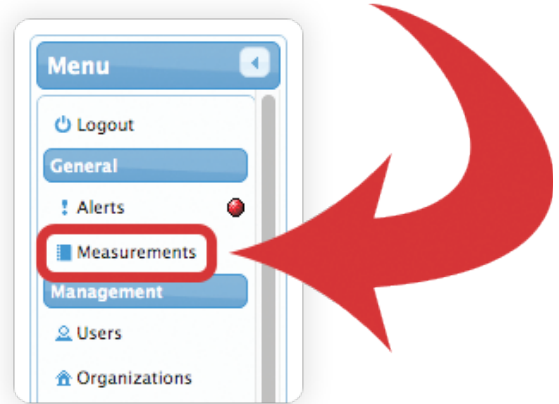 Menu
Logout
General
Alerts
Measurements
Management
Users
Organizations